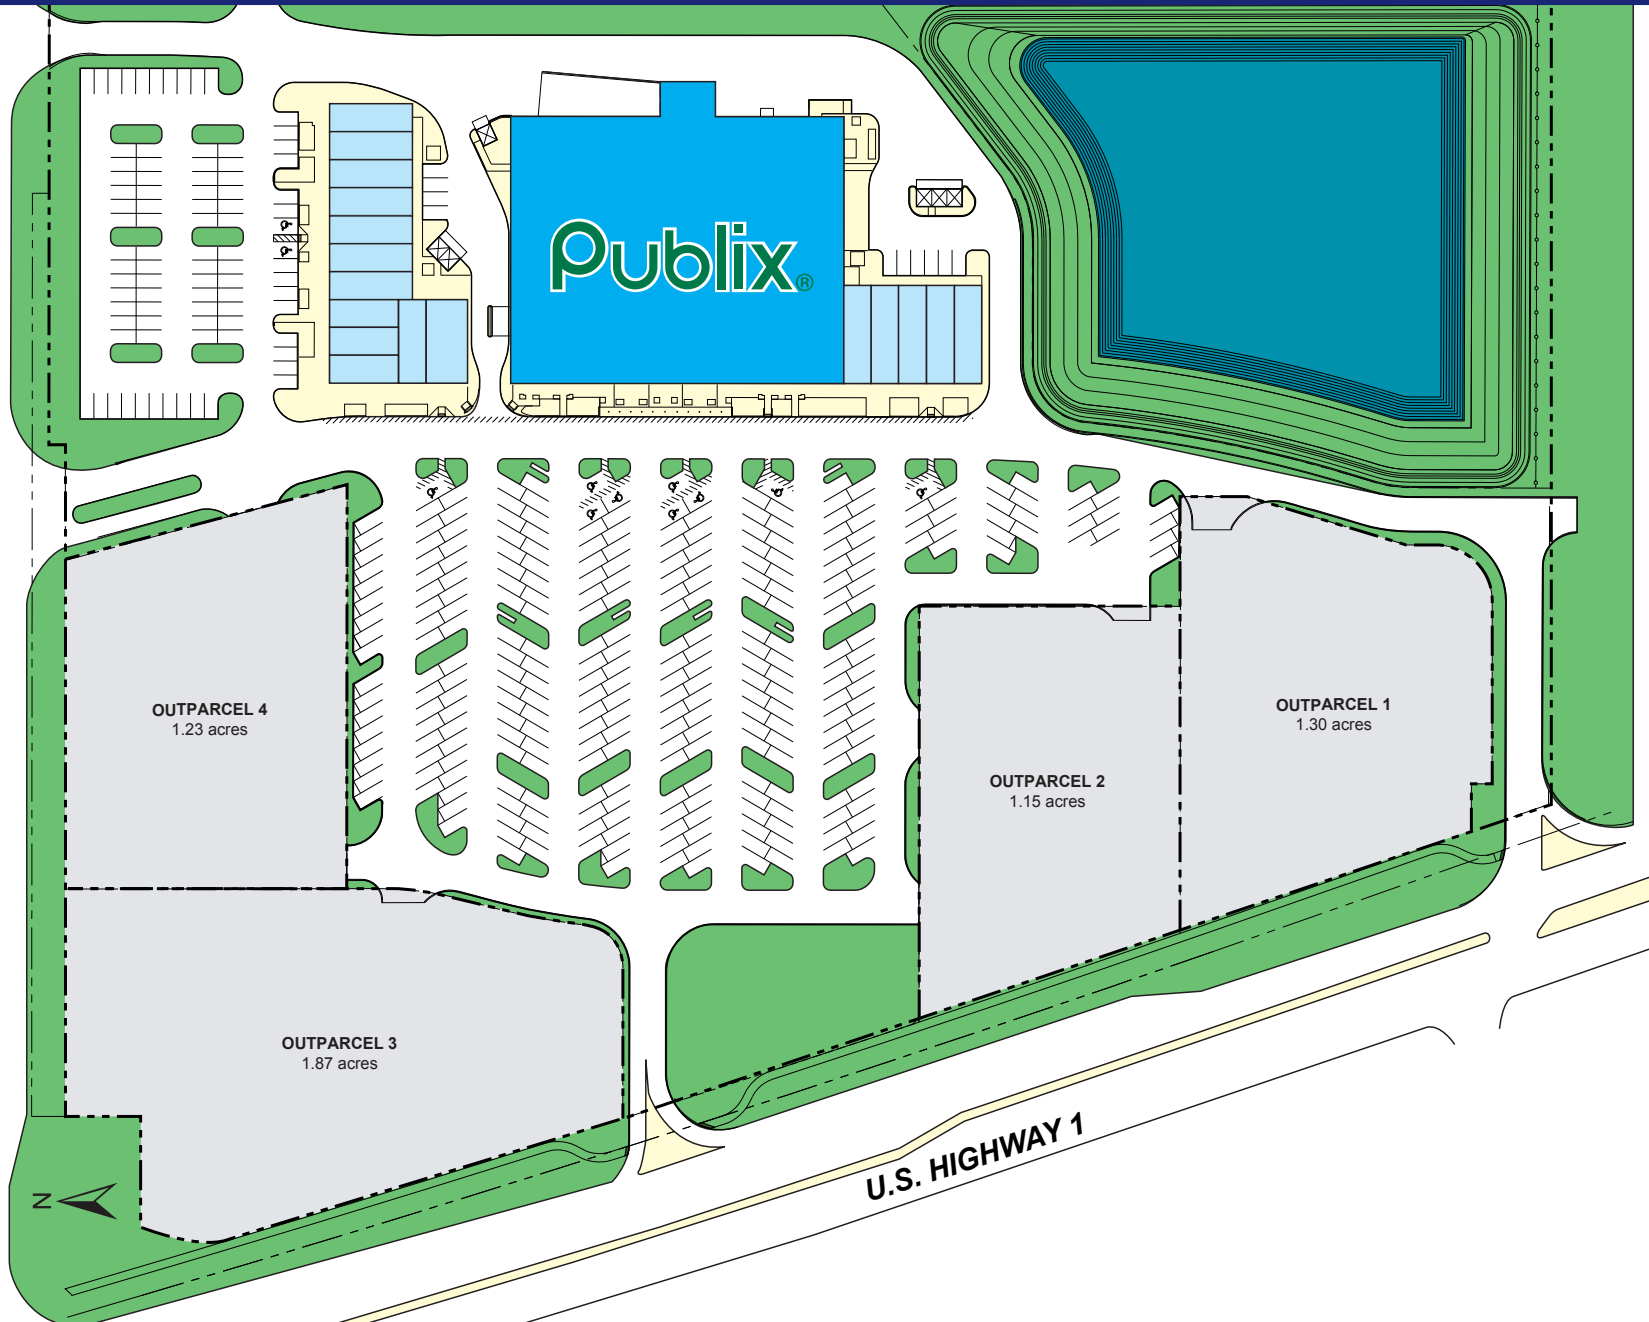 Publix®
OUTPARCEL 4
1.23 acres
OUTPARCEL 1
1.30 acres
OUTPARCEL 2
1.15 acres
OUTPARCEL 3
1.87 acres
U.S. HIGHWAY 1
N